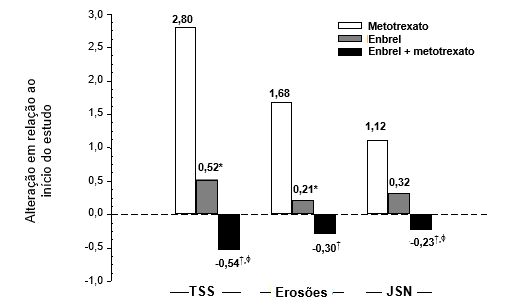 3,0
2,5
2,0
1,5
1,0
0,5
0,0
-0,5
-1,0
Alteração em relação ao
início do estudo
Metotrexato
Enbrel
Enbrel + metotrexato
2,80
0,52*
-0,54†,ϕ
1,68
0,21*
-0,30†
1,12
0,32
-0,23†,ϕ
TSS
Erosões
JSN